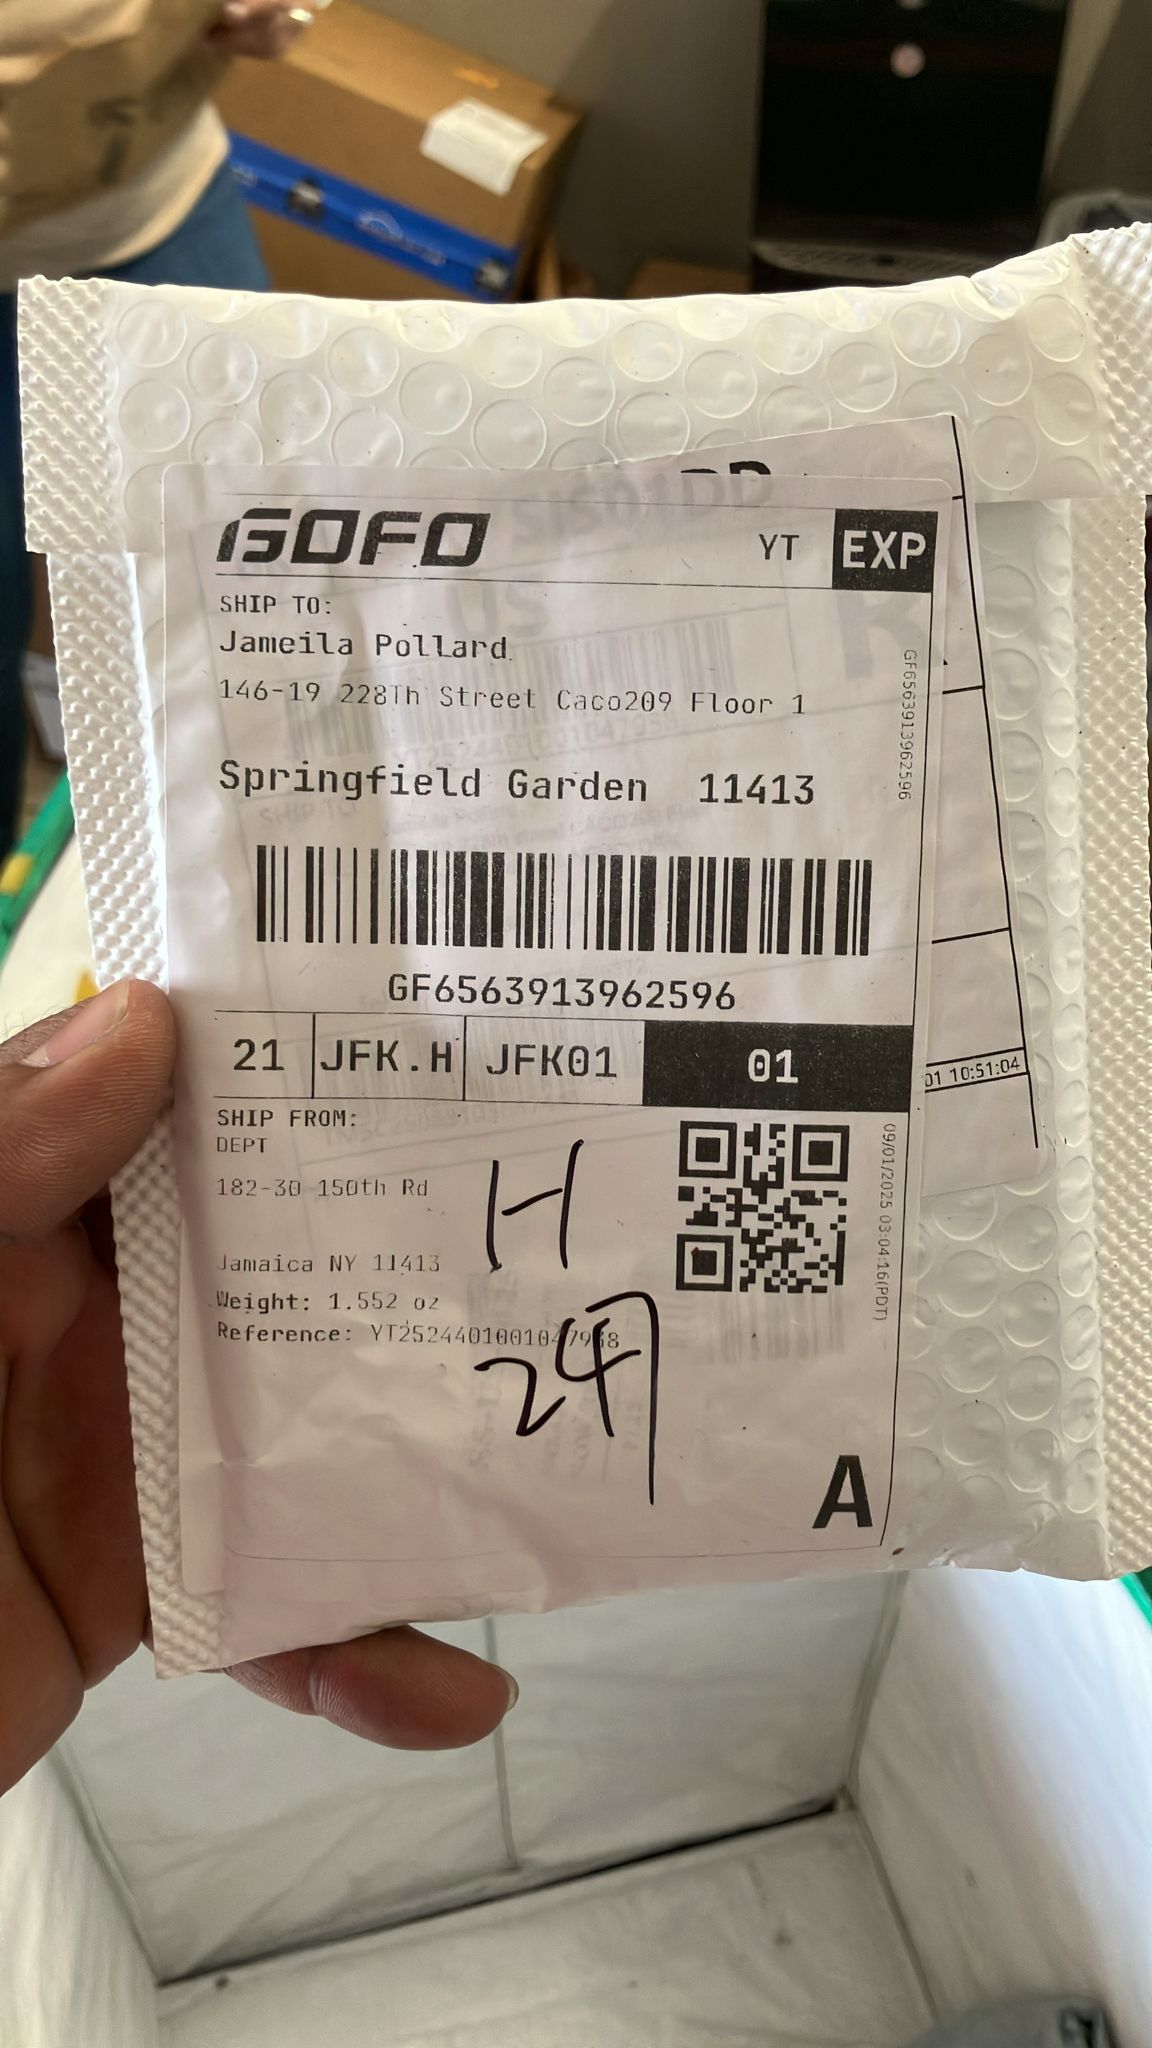 GOFO YT EXP
SHIP TO:
Jameila Pollard
146-19 228Th Street Caco209 Floor 1
Springfield Garden 11413
GF6563913962596
GF6563913962596
21 JFK.H JFK01 01
01 10:51:04
SHIP FROM:
DEPT
182-30 150th Rd
H
Jamaica NY 11413
Weight: 1.552 oz
Reference:
247
09/01/2025 03:04:16(PDT)
A